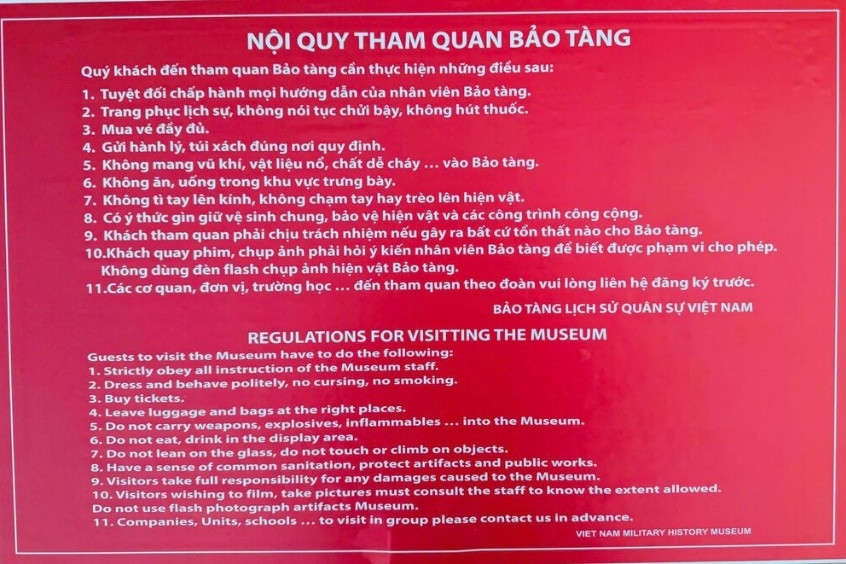 NỘI QUY THAM QUAN BẢO TÀNG
Quý khách đến tham quan Bảo tàng cần thực hiện những điều sau:
1. Tuyệt đối chấp hành mọi hướng dẫn của nhân viên Bảo tàng.
2. Trang phục lịch sự, không nói tục chửi bậy, không hút thuốc.
3. Mua vé đầy đủ.
4. Gửi hành lý, túi xách đúng nơi quy định.
5. Không mang vũ khí, vật liệu nổ, chất dễ cháy ... vào Bảo tàng.
6. Không ăn, uống trong khu vực trưng bày.
7. Không tì tay lên kính, không chạm tay hay trèo lên hiện vật.
8. Có ý thức gìn giữ vệ sinh chung, bảo vệ hiện vật và các công trình công cộng.
9. Khách tham quan phải chịu trách nhiệm nếu gây ra bất cứ tổn thất nào cho Bảo tàng.
10.Khách quay phim, chụp ảnh phải hỏi ý kiến nhân viên Bảo tàng để biết được phạm vi cho phép.
Không dùng đèn flash chụp ảnh hiện vật Bảo tàng.
11.Các cơ quan, đơn vị, trường học ... đến tham quan theo đoàn vui lòng liên hệ đăng ký trước.
BẢO TÀNG LỊCH SỬ QUÂN SỰ VIỆT NAM
REGULATIONS FOR VISITTING THE MUSEUM
Guests to visit the Museum have to do the following:
1. Strictly obey all instruction of the Museum staff.
2. Dress and behave politely, no cursing, no smoking.
3. Buy tickets.
4. Leave luggage and bags at the right places.
5. Do not carry weapons, explosives, inflammables ... into the Museum.
6. Do not eat, drink in the display area.
7. Do not lean on the glass, do not touch or climb on objects.
8. Have a sense of common sanitation, protect artifacts and public works.
9. Visitors take full responsibility for any damages caused to the Museum.
10. Visitors wishing to film, take pictures must consult the staff to know the extent allowed.
Do not use flash photograph artifacts Museum.
11. Companies, Units, schools ... to visit in group please contact us in advance.
VIET NAM MILITARY HISTORY MUSEUM